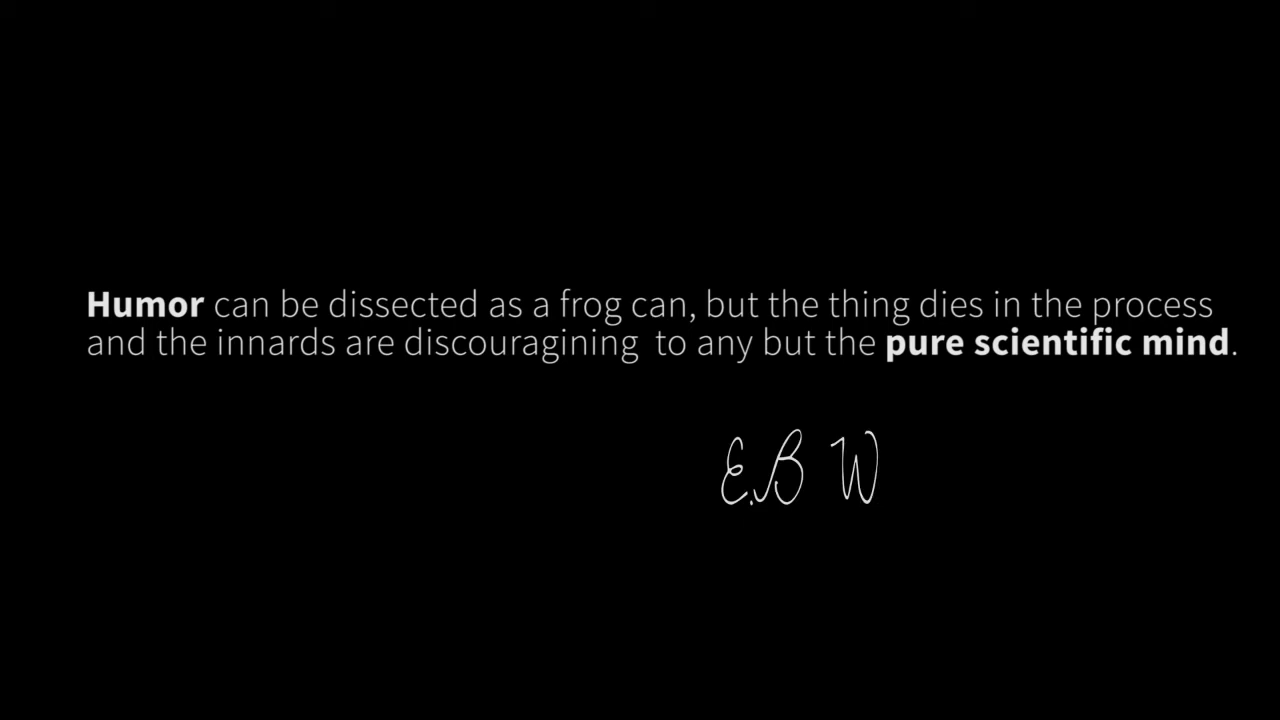 Humor can be dissected as a frog can, but the thing dies in the process
and the innards are discouragining to any but the pure scientific mind.
E.B W